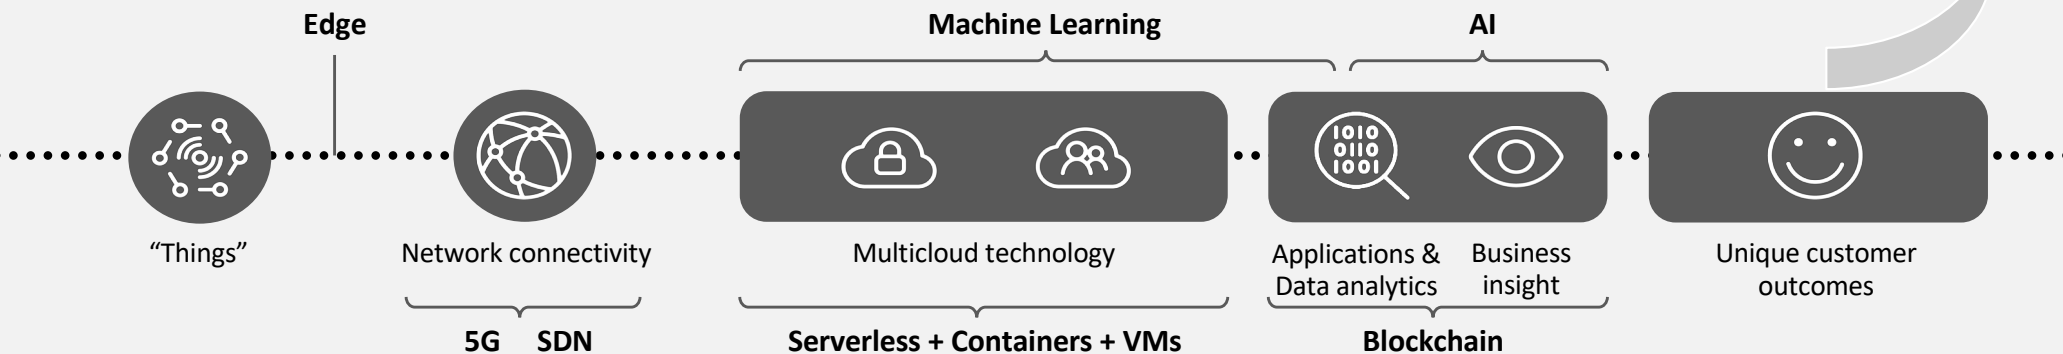 Edge
Machine Learning
AI
1010
0110
1001
“Things”
Network connectivity
Multicloud technology
Applications &
Data analytics
Business
insight
Unique customer
outcomes
5G SDN
Serverless + Containers + VMs
Blockchain